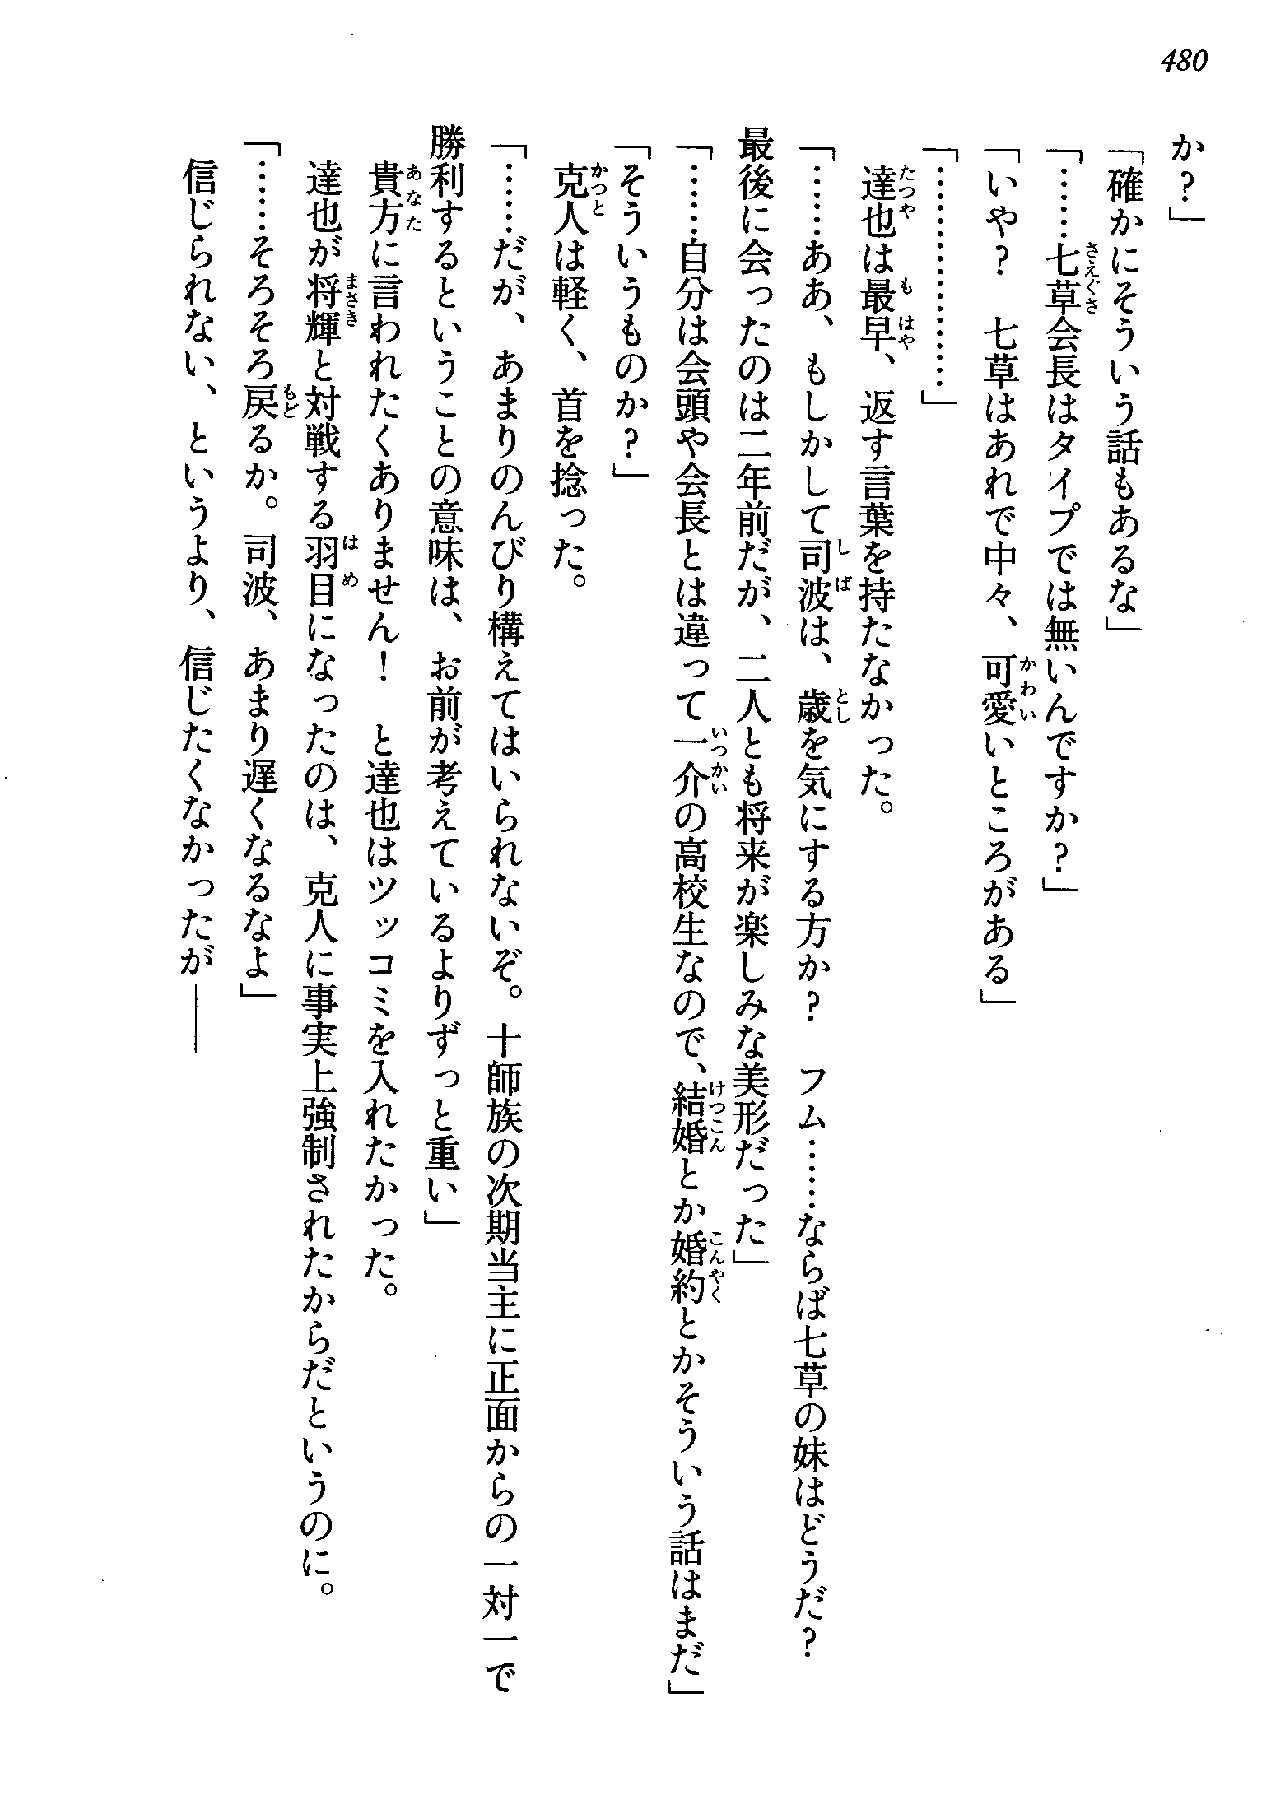 480
か？」
「確かにそういう話もあるな」
「……七草会長はタイプでは無いんですか？」
「いや？　七草はあれで中々、可愛いところがある」
「…………………」
　達也は最早、返す言葉を持たなかった。
「……ああ、もしかして司波は、歳を気にする方か？　フム……ならば七草の妹はどうだ？
最後に会ったのは二年前だが、二人とも将来が楽しみな美形だった」
「……自分は会頭や会長とは違って一介の高校生なので、結婚とか婚約とかそういう話はまだ」
「そういうものか？」
　克人は軽く、首を捻った。
「……だが、あまりのんびり構えてはいられないぞ。十師族の次期当主に正面からの一対一で
勝利するということの意味は、お前が考えているよりずっと重い」
　貴方に言われたくありません！　と達也はツッコミを入れたかった。
　達也が将輝と対戦する羽目になったのは、克人に事実上強制されたからだというのに。
「……そろそろ戻るか。司波、あまり遅くなるなよ」
　信じられない、というより、信じたくなかったが――